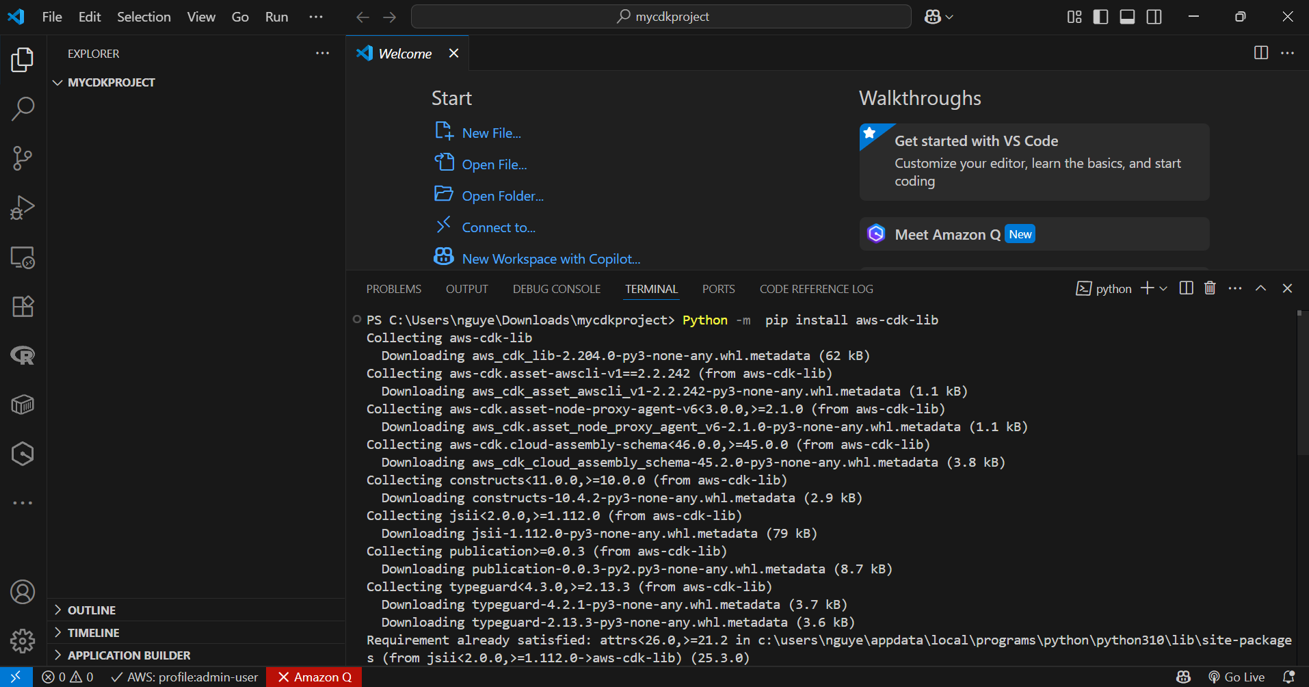 File Edit Selection View Go Run ···
mycdkproject
EXPLORER
MYCDKPROJECT
OUTLINE
TIMELINE
APPLICATION BUILDER
Welcome
Start
New File...
Open File...
Open Folder...
Connect to...
New Workspace with Copilot...
Walkthroughs
Get started with VS Code
Customize your editor, learn the basics, and start
coding
Meet Amazon Q New
PROBLEMS OUTPUT DEBUG CONSOLE TERMINAL PORTS CODE REFERENCE LOG python
PS C:\Users\nguye\Downloads\mycdkproject> Python -m  pip install aws-cdk-lib
Collecting aws-cdk-lib
  Downloading aws_cdk_lib-2.204.0-py3-none-any.whl.metadata (62 kB)
Collecting aws-cdk.asset-awscli-v1==2.2.242 (from aws-cdk-lib)
  Downloading aws_cdk_asset_awscli_v1-2.2.242-py3-none-any.whl.metadata (1.1 kB)
Collecting aws-cdk.asset-node-proxy-agent-v6<3.0.0,>=2.1.0 (from aws-cdk-lib)
  Downloading aws_cdk.asset_node_proxy_agent_v6-2.1.0-py3-none-any.whl.metadata (1.1 kB)
Collecting aws-cdk.cloud-assembly-schema<46.0.0,>=45.0.0 (from aws-cdk-lib)
  Downloading aws_cdk_cloud_assembly_schema-45.2.0-py3-none-any.whl.metadata (3.8 kB)
Collecting constructs<11.0.0,>=10.0.0 (from aws-cdk-lib)
  Downloading constructs-10.4.2-py3-none-any.whl.metadata (2.9 kB)
Collecting jsii<2.0.0,>=1.112.0 (from aws-cdk-lib)
  Downloading jsii-1.112.0-py3-none-any.whl.metadata (79 kB)
Collecting publication>=0.0.3 (from aws-cdk-lib)
  Downloading publication-0.0.3-py2.py3-none-any.whl.metadata (8.7 kB)
Collecting typeguard<4.3.0,>=2.13.3 (from aws-cdk-lib)
  Downloading typeguard-4.2.1-py3-none-any.whl.metadata (3.7 kB)
  Downloading typeguard-2.13.3-py3-none-any.whl.metadata (3.6 kB)
Requirement already satisfied: attrs<26.0,>=21.2 in c:\users\nguye\appdata\local\programs\python\python310\lib\site-package
s (from jsii<2.0.0,>=1.112.0->aws-cdk-lib) (25.3.0)
0 0 AWS: profile:admin-user Amazon Q Go Live